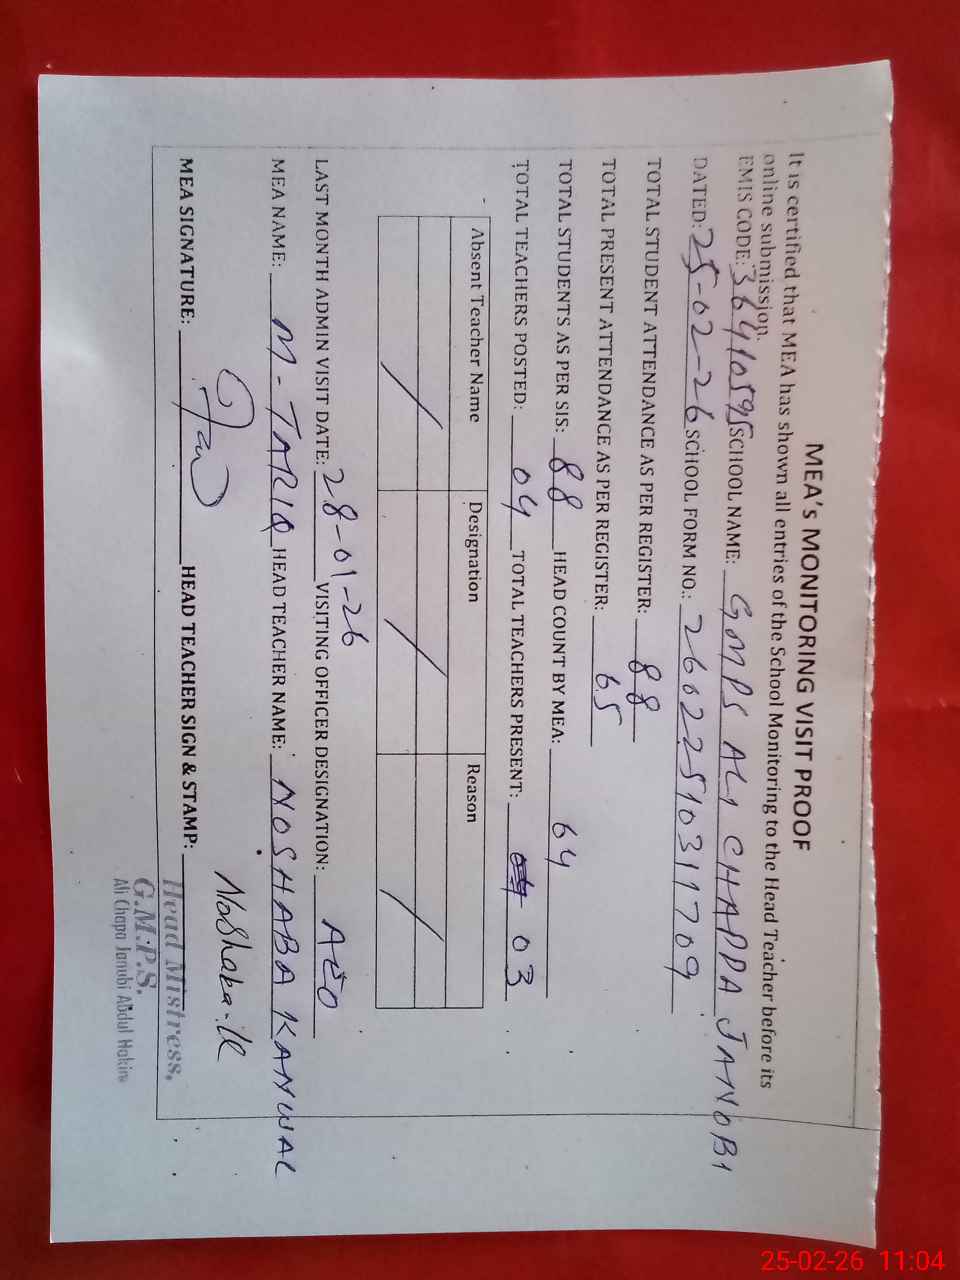 MEA's MONITORING VISIT PROOF
It is certified that MEA has shown all entries of the School Monitoring to the Head Teacher before its
online submission.
EMIS CODE: 36410595 SCHOOL NAME: GMPS ALI CHAPPA JANOBI
DATED: 25-02-26 SCHOOL FORM NO.: 26022510311709
TOTAL STUDENT ATTENDANCE AS PER REGISTER: 88
TOTAL PRESENT ATTENDANCE AS PER REGISTER: 65
TOTAL STUDENTS AS PER SIS: 88 HEAD COUNT BY MEA: 64
TOTAL TEACHERS POSTED: 04 TOTAL TEACHERS PRESENT: 03
Absent Teacher Name Designation Reason
LAST MONTH ADMIN VISIT DATE: 28-01-26 VISITING OFFICER DESIGNATION: AEO
MEA NAME: M-TARIQ HEAD TEACHER NAME: NOSHABA KANWAL
Noshaba.k
MEA SIGNATURE: HEAD TEACHER SIGN & STAMP:
Head Mistress.
G.M.P.S.
Ali Chapa Janubi Abdul Hakim
25-02-26 11:04